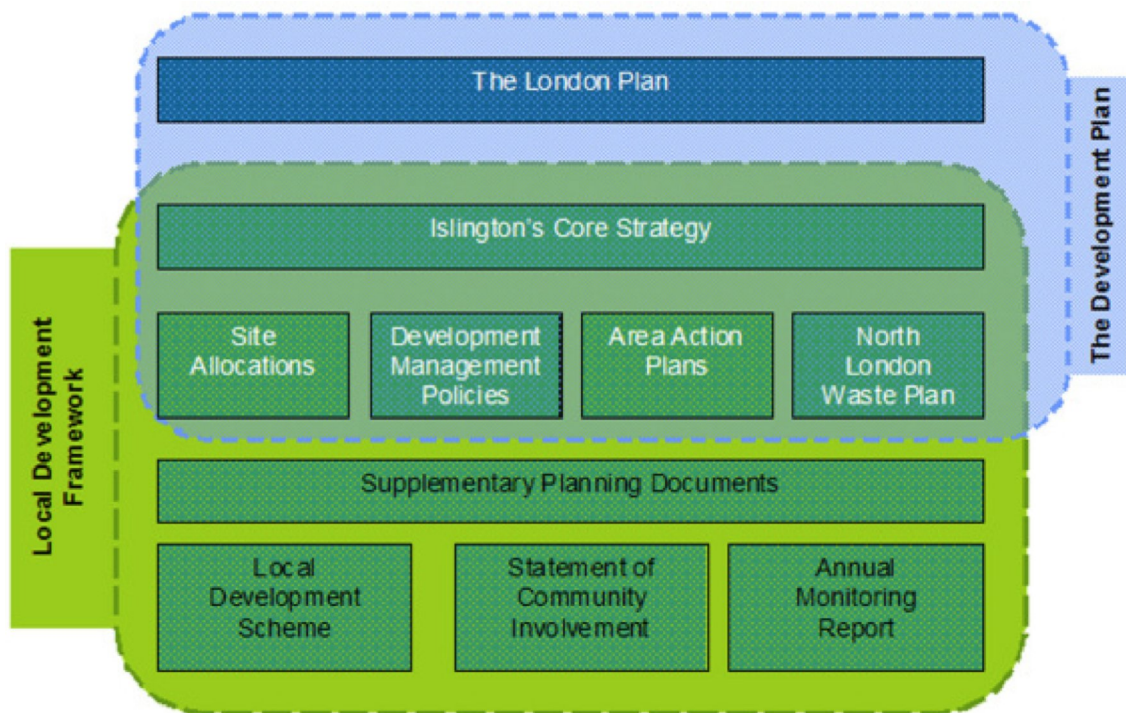 The London Plan
The Development Plan
Islington's Core Strategy
Site
Allocations
Development
Management
Policies
Area Action
Plans
North
London
Waste Plan
Local Development
Framework
Supplementary Planning Documents
Local
Development
Scheme
Statement of
Community
Involvement
Annual
Monitoring
Report